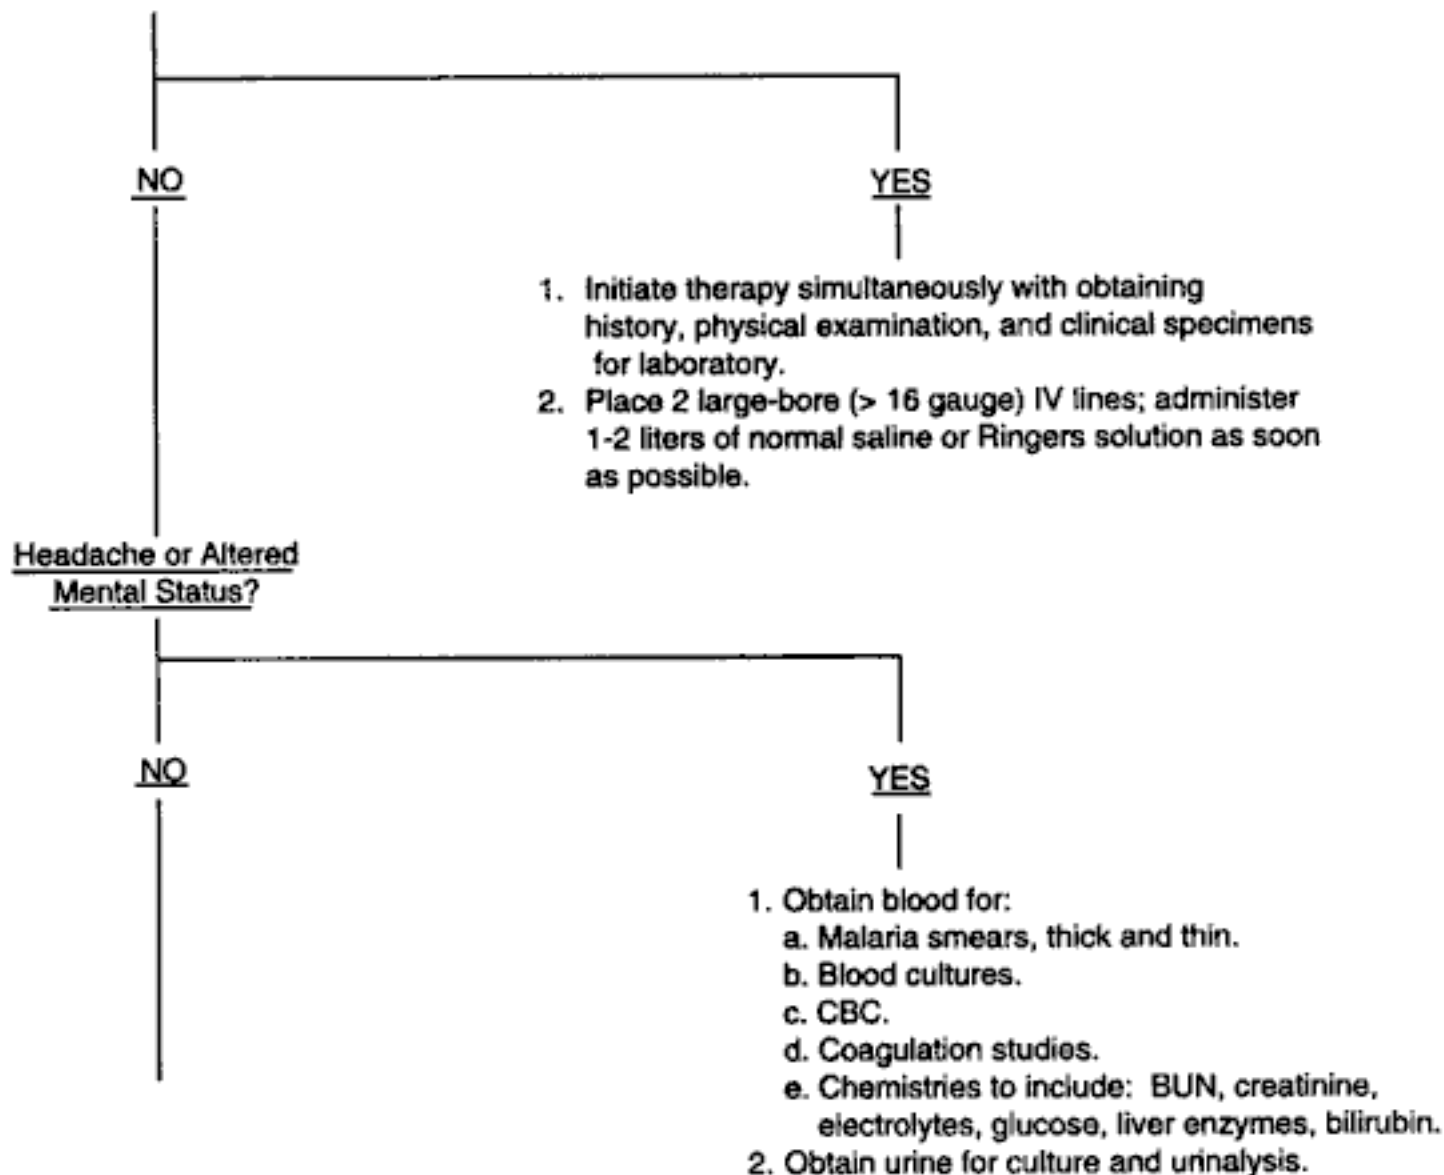 NO
YES
1. Initiate therapy simultaneously with obtaining
history, physical examination, and clinical specimens
for laboratory.
2. Place 2 large-bore (> 16 gauge) IV lines; administer
1-2 liters of normal saline or Ringers solution as soon
as possible.
Headache or Altered
Mental Status?
NO
YES
1. Obtain blood for:
a. Malaria smears, thick and thin.
b. Blood cultures.
c. CBC.
d. Coagulation studies.
e. Chemistries to include: BUN, creatinine,
electrolytes, glucose, liver enzymes, bilirubin.
2. Obtain urine for culture and urinalysis.